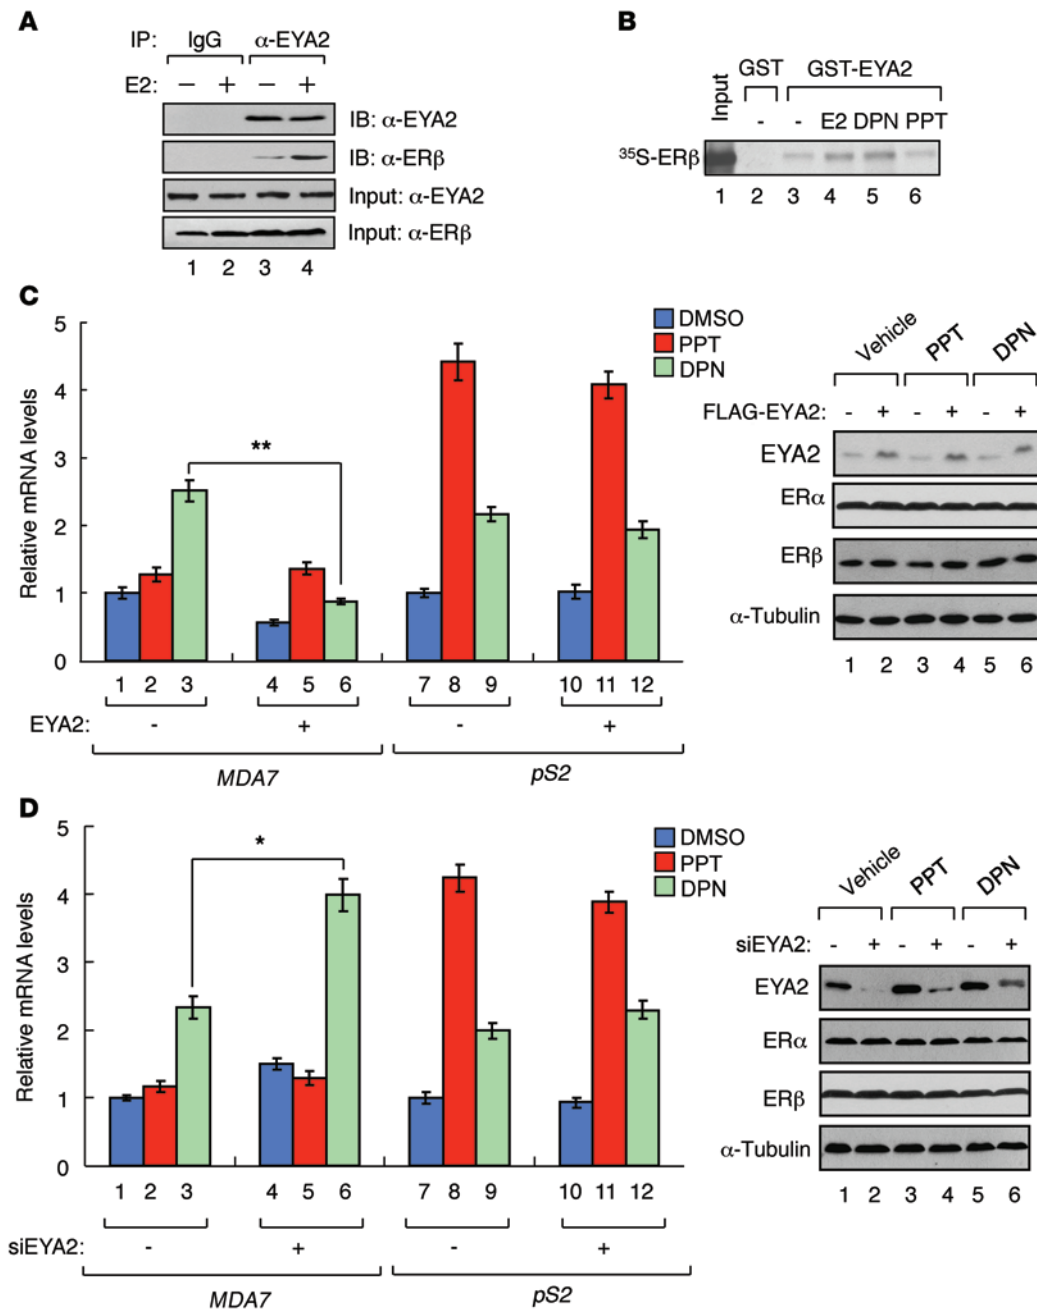 A
IP: IgG α-EYA2
E2: – + – +
IB: α-EYA2
IB: α-ERβ
Input: α-EYA2
Input: α-ERβ
1 2 3 4
B
Input
GST GST-EYA2
- - E2 DPN PPT
³⁵S-ERβ
1 2 3 4 5 6
C
Relative mRNA levels
5
4
3
2
1
0
**
DMSO
PPT
DPN
1 2 3 4 5 6 7 8 9 10 11 12
EYA2: - + - +
MDA7 pS2
Vehicle PPT DPN
FLAG-EYA2: - + - + - +
EYA2
ERα
ERβ
α-Tubulin
1 2 3 4 5 6
D
Relative mRNA levels
5
4
3
2
1
0
*
DMSO
PPT
DPN
1 2 3 4 5 6 7 8 9 10 11 12
siEYA2: - + - +
MDA7 pS2
Vehicle PPT DPN
siEYA2: - + - + - +
EYA2
ERα
ERβ
α-Tubulin
1 2 3 4 5 6